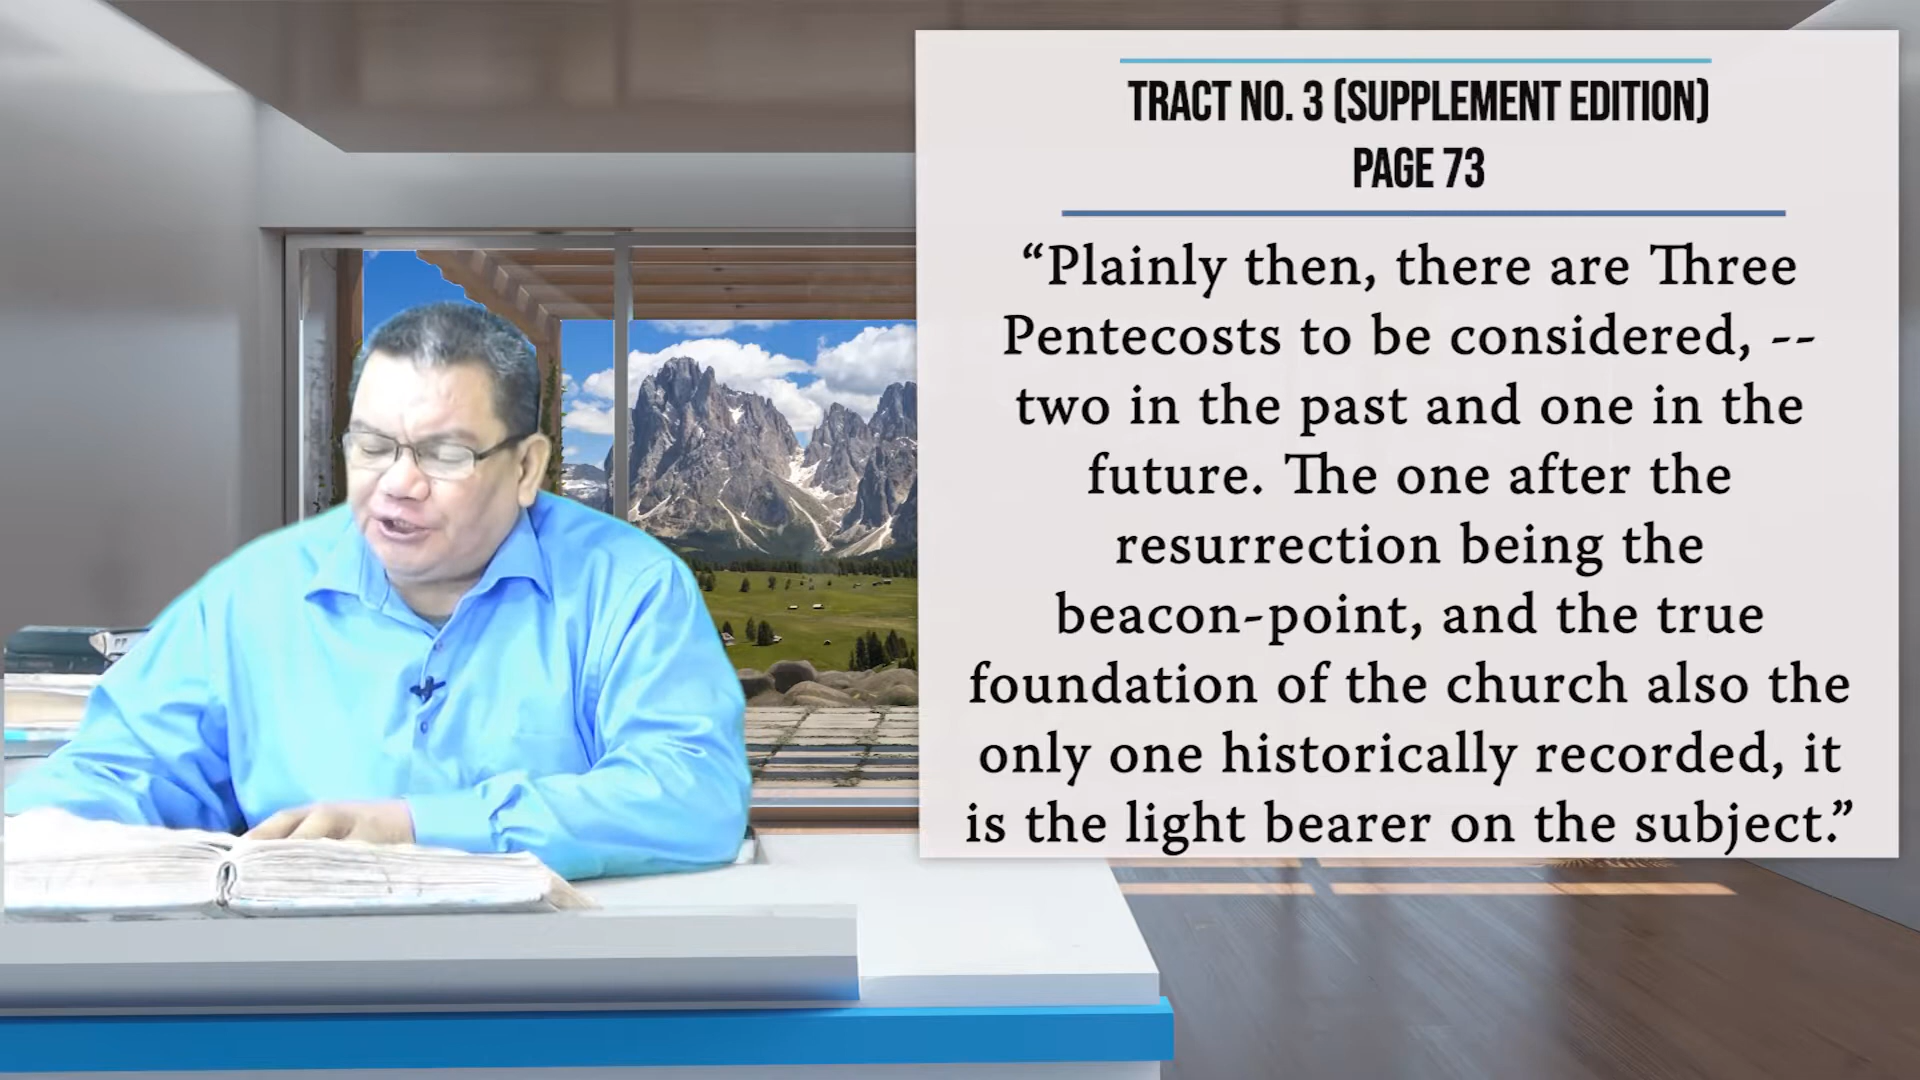 TRACT NO. 3 (SUPPLEMENT EDITION)
PAGE 73
“Plainly then, there are Three
Pentecosts to be considered, --
two in the past and one in the
future. The one after the
resurrection being the
beacon-point, and the true
foundation of the church also the
only one historically recorded, it
is the light bearer on the subject.”